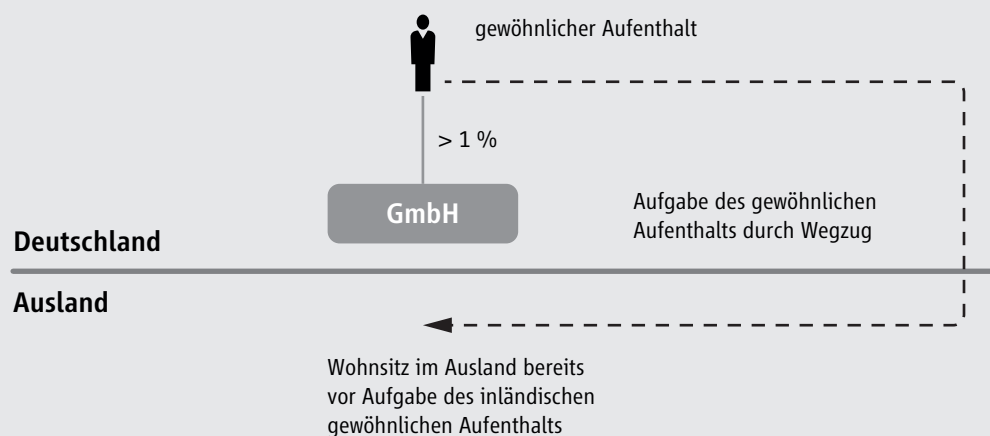 gewöhnlicher Aufenthalt
> 1 %
GmbH
Aufgabe des gewöhnlichen
Aufenthalts durch Wegzug
Deutschland
Ausland
Wohnsitz im Ausland bereits
vor Aufgabe des inländischen
gewöhnlichen Aufenthalts